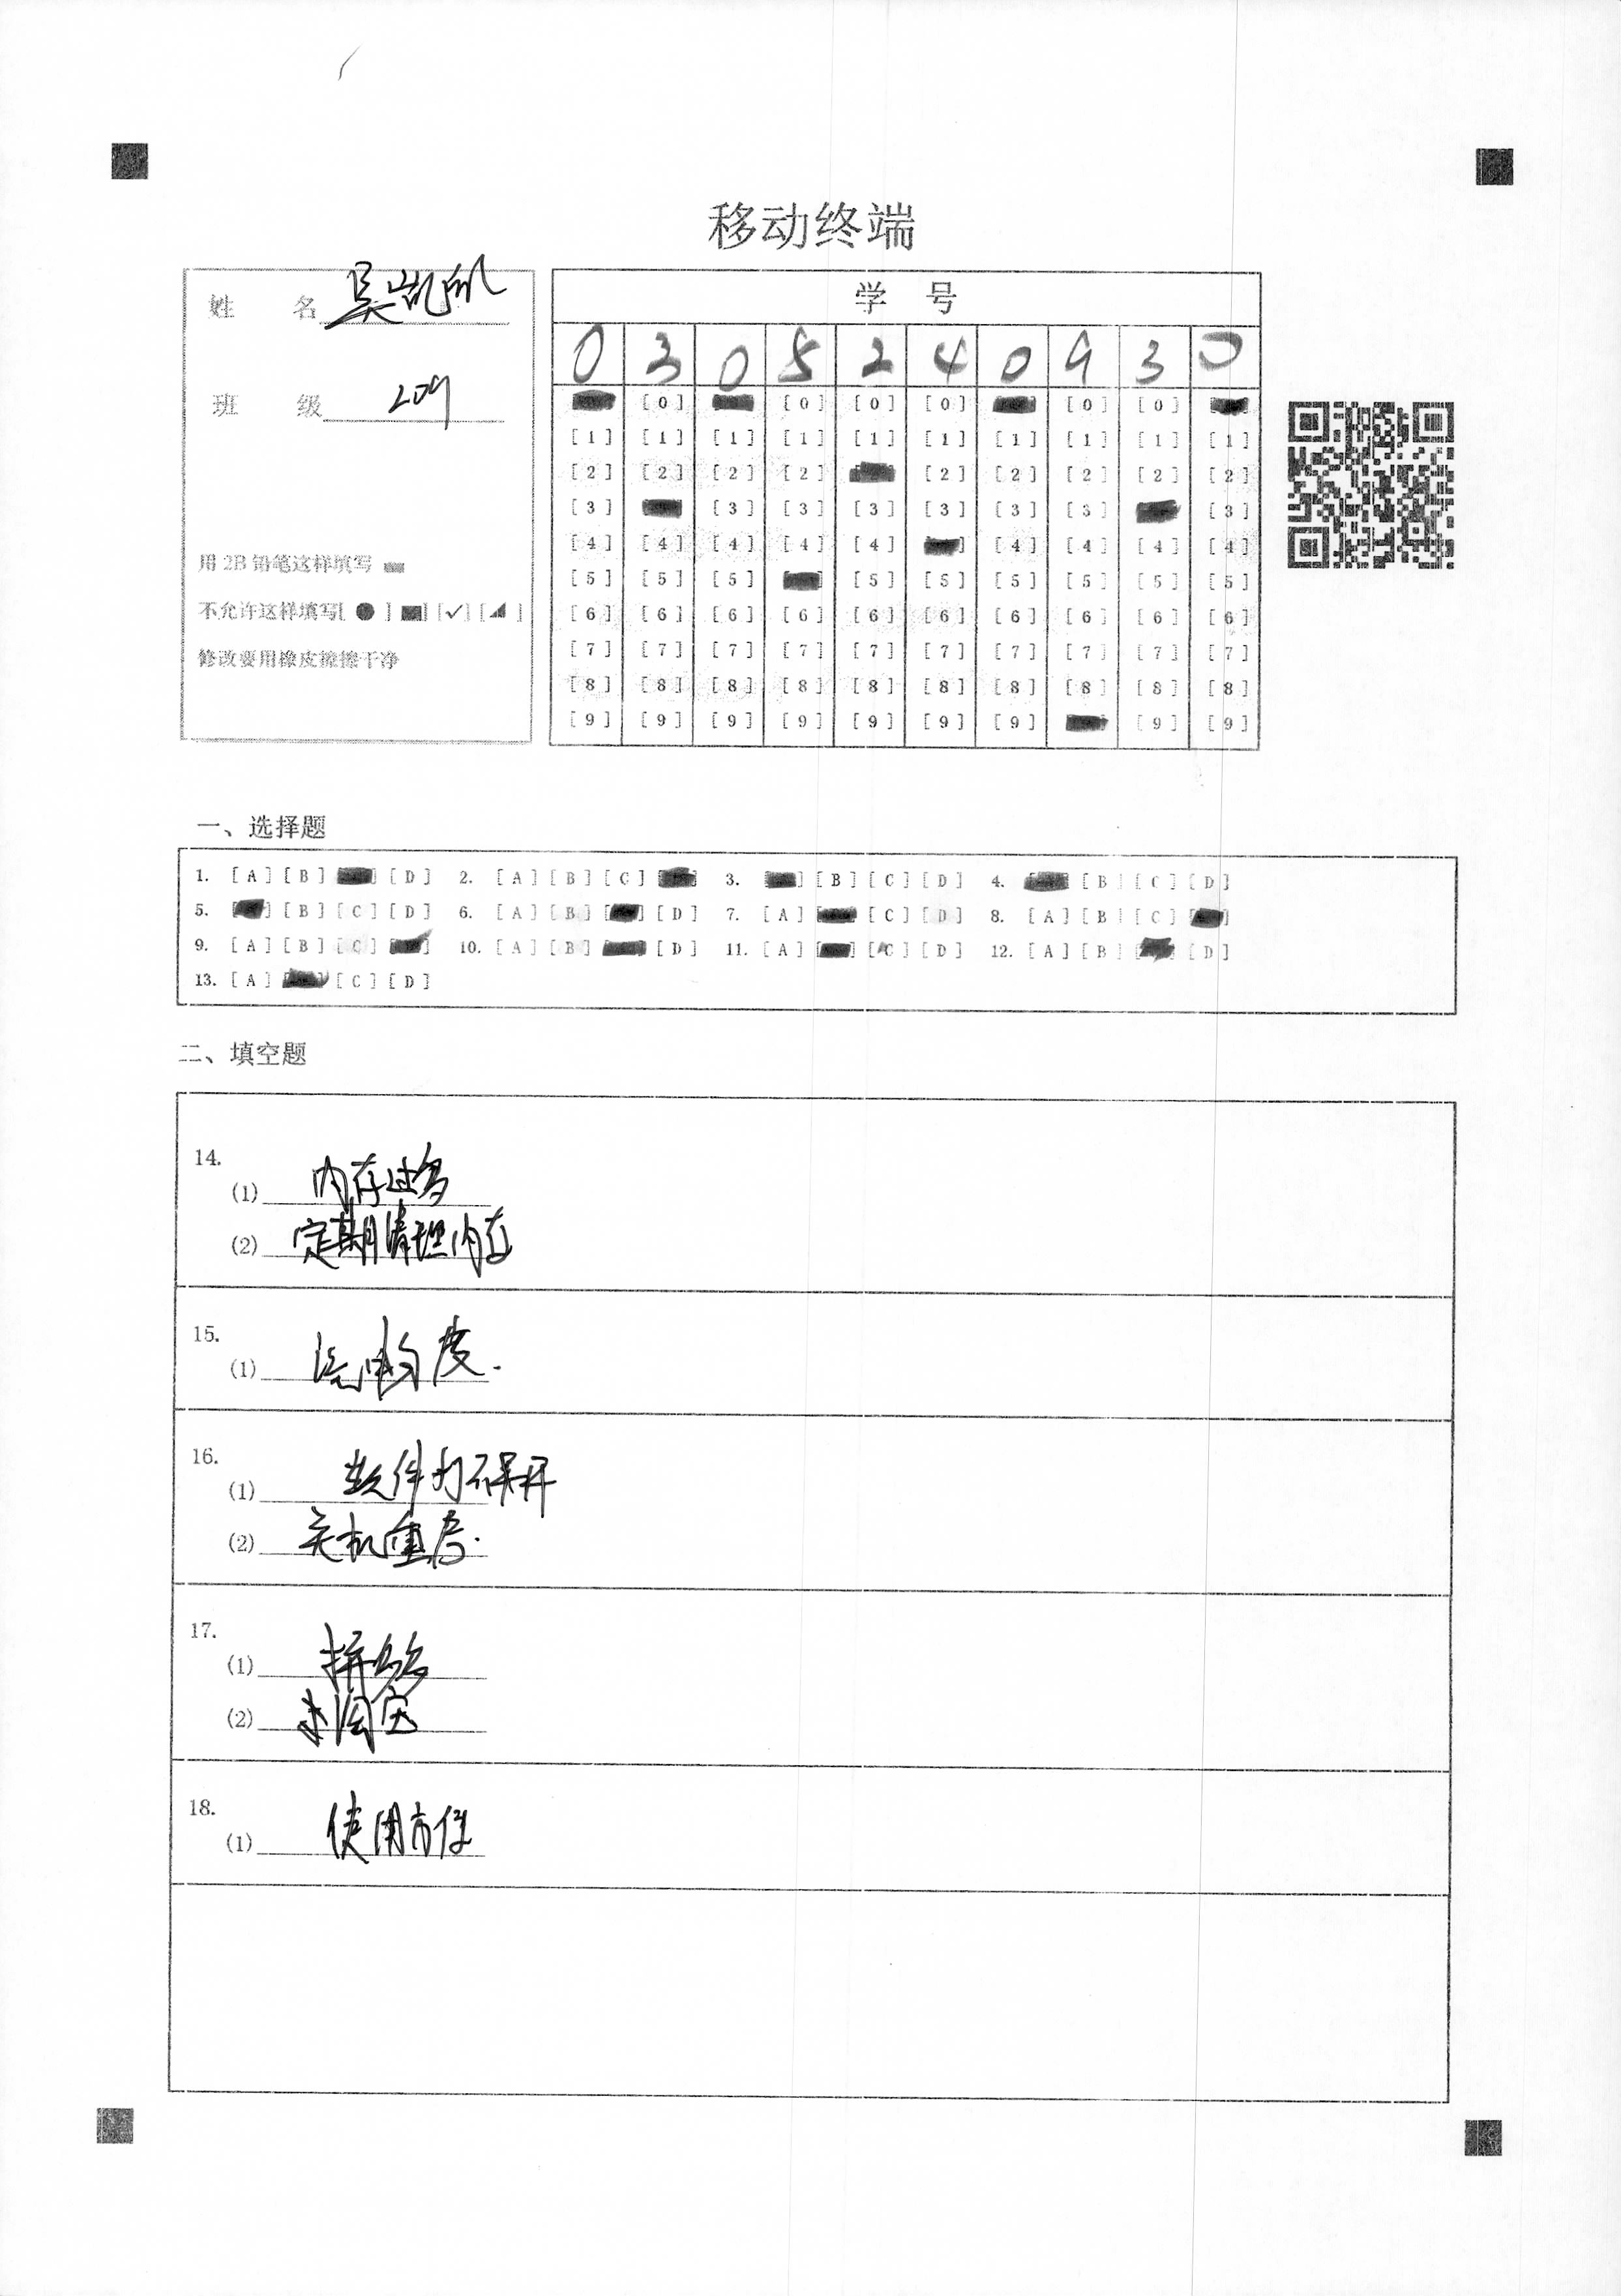 移动终端
姓 名 吴凯凯
班 级 209
用 2B 铅笔这样填写
不允许这样填写[ ● ] [✓] [ ]
修改要用橡皮擦擦干净
学 号
0 3 0 5 2 4 0 9 3 0
[0] [0] [0] [0] [0] [0]
[1] [1] [1] [1] [1] [1] [1] [1] [1] [1]
[2] [2] [2] [2] [2] [2] [2] [2] [2]
[3] [3] [3] [3] [3] [3] [3] [3]
[4] [4] [4] [4] [4] [4] [4] [4] [4]
[5] [5] [5] [5] [5] [5] [5] [5] [5]
[6] [6] [6] [6] [6] [6] [6] [6] [6] [6]
[7] [7] [7] [7] [7] [7] [7] [7] [7] [7]
[8] [8] [8] [8] [8] [8] [8] [8] [8] [8]
[9] [9] [9] [9] [9] [9] [9] [9] [9]
一、选择题
1. [A] [B] [D] 2. [A] [B] [C] 3. [B] [C] [D] 4. [B] [C] [D]
5. [B] [C] [D] 6. [A] [B] [D] 7. [A] [C] [D] 8. [A] [B] [C]
9. [A] [B] [C] 10. [A] [B] [D] 11. [A] [C] [D] 12. [A] [B] [D]
13. [A] [C] [D]
二、填空题
14.
(1) 内存过多
(2) 定期清理内存
15.
(1) 流畅度.
16.
(1) 软件打不开
(2) 关机重启.
17.
(1) 拼多多
(2) 淘宝
18.
(1) 使用方便